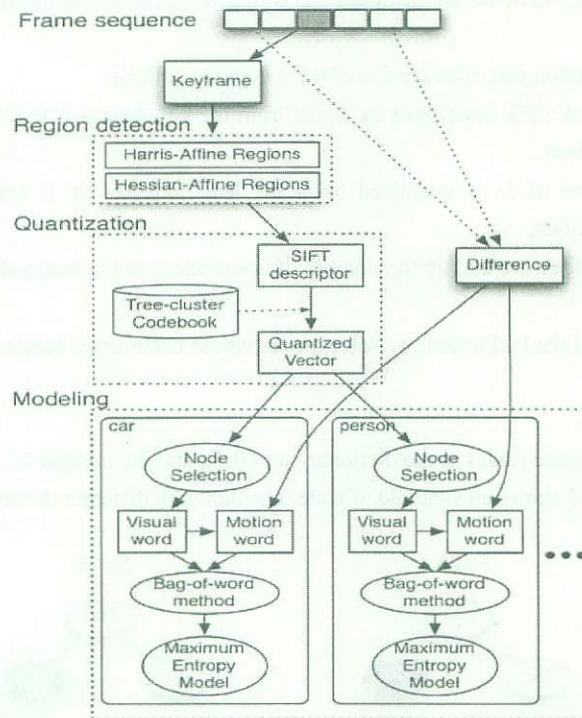 Frame sequence
Keyframe
Region detection
Harris-Affine Regions
Hessian-Affine Regions
Quantization
SIFT
descriptor
Difference
Tree-cluster
Codebook
Quantized
Vector
Modeling
car
person
Node
Selection
Node
Selection
Visual
word
Motion
word
Visual
word
Motion
word
Bag-of-word
method
Bag-of-word
method
Maximum
Entropy
Model
Maximum
Entropy
Model